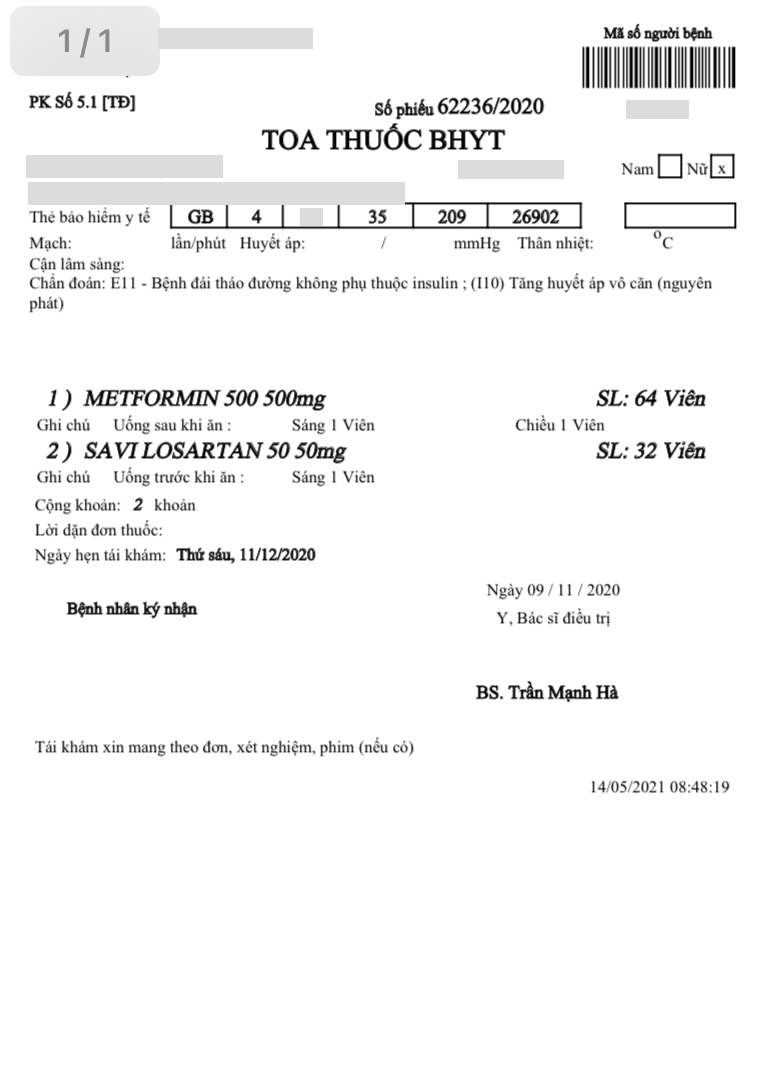 1/1
Mã số người bệnh
PK Số 5.1 [TĐ]
Số phiếu 62236/2020
TOA THUỐC BHYT
Nam Nữ x
Thẻ bảo hiểm y tế GB 4 35 209 26902
Mạch: lần/phút Huyết áp: / mmHg Thân nhiệt: ºC
Cận lâm sàng:
Chẩn đoán: E11 - Bệnh đái tháo đường không phụ thuộc insulin ; (I10) Tăng huyết áp vô căn (nguyên
phát)
1 ) METFORMIN 500 500mg SL: 64 Viên
Ghi chú Uống sau khi ăn : Sáng 1 Viên Chiều 1 Viên
2 ) SAVI LOSARTAN 50 50mg SL: 32 Viên
Ghi chú Uống trước khi ăn : Sáng 1 Viên
Cộng khoản: 2 khoản
Lời dặn đơn thuốc:
Ngày hẹn tái khám: Thứ sáu, 11/12/2020
Ngày 09 / 11 / 2020
Bệnh nhân ký nhận
Y, Bác sĩ điều trị
BS. Trần Mạnh Hà
Tái khám xin mang theo đơn, xét nghiệm, phim (nếu có)
14/05/2021 08:48:19